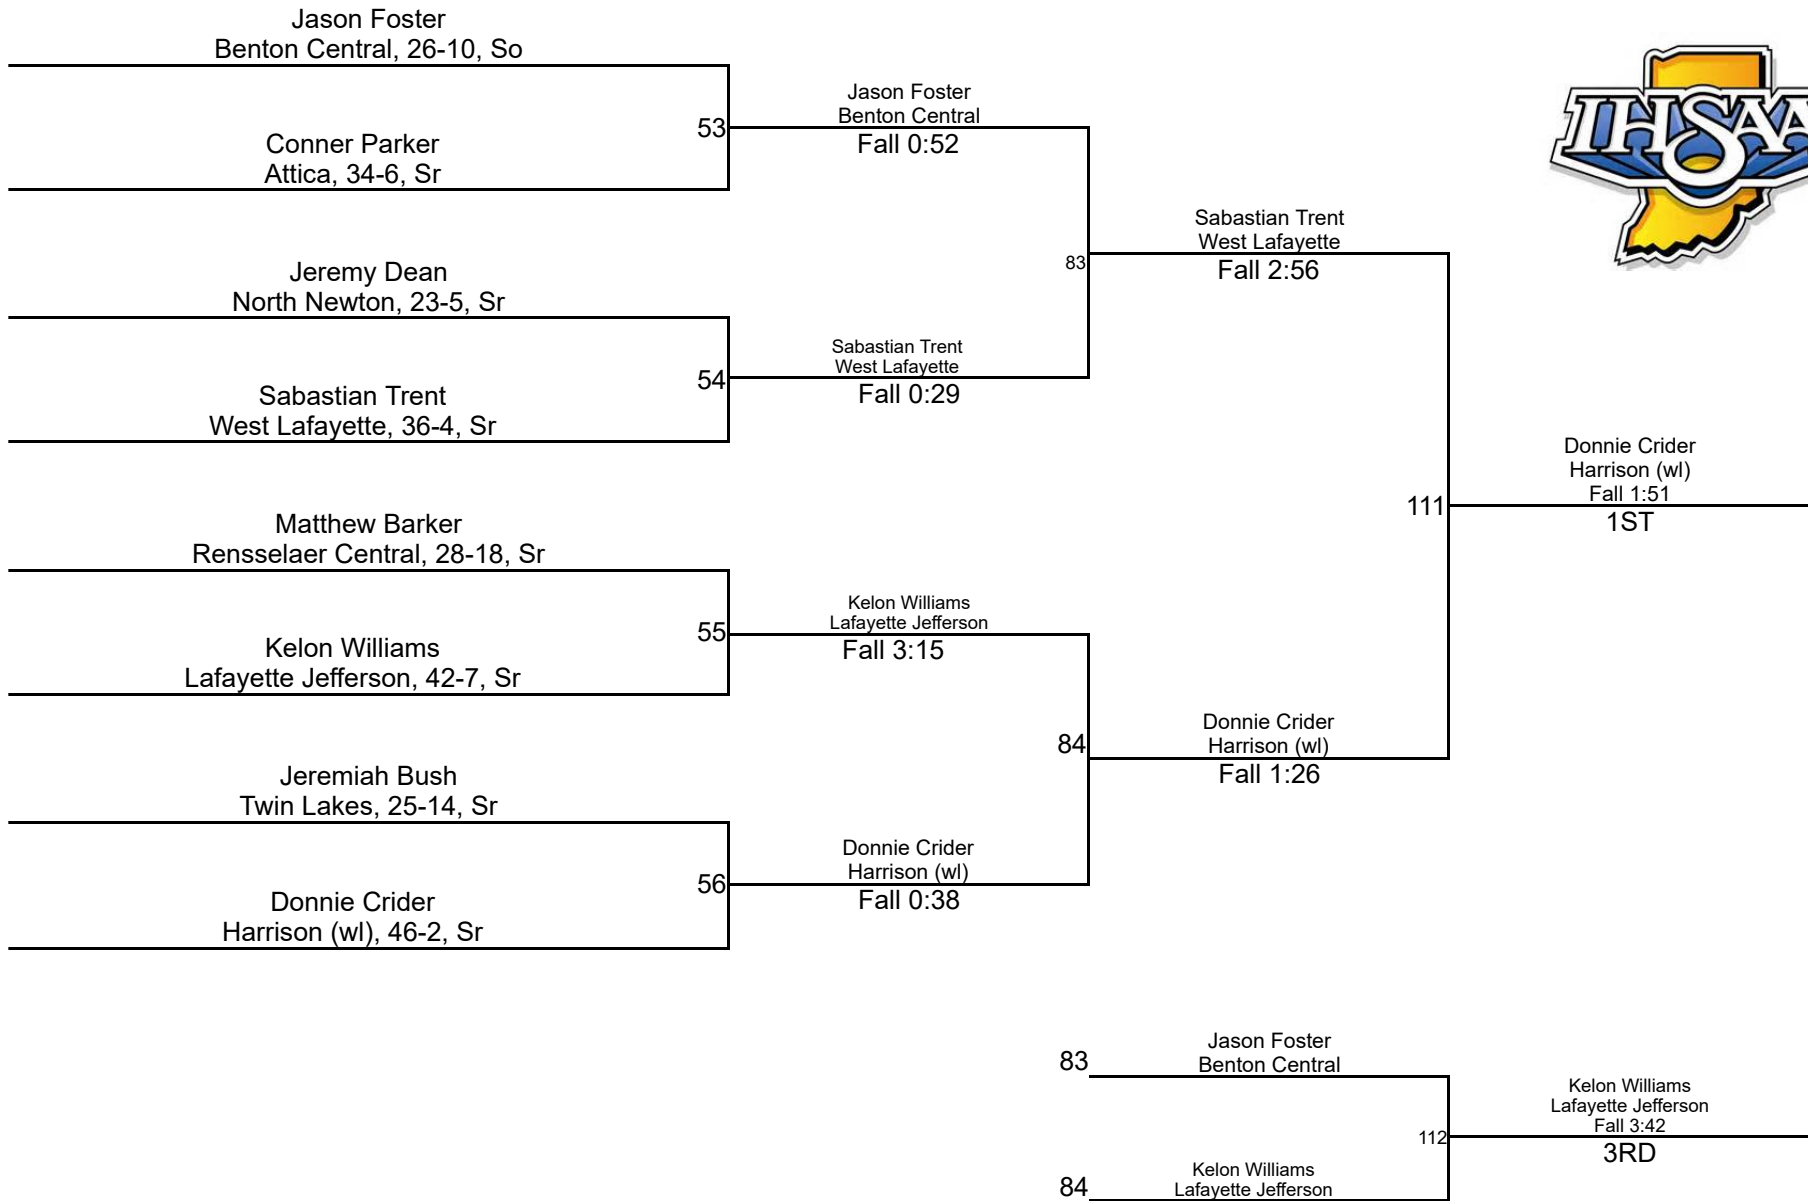 Jason Foster
Benton Central, 26-10, So
Conner Parker
Attica, 34-6, Sr
53
Jason Foster
Benton Central
Fall 0:52
Jeremy Dean
North Newton, 23-5, Sr
Sabastian Trent
West Lafayette, 36-4, Sr
54
Sabastian Trent
West Lafayette
Fall 0:29
83
Sabastian Trent
West Lafayette
Fall 2:56
IHSAA
Matthew Barker
Rensselaer Central, 28-18, Sr
Kelon Williams
Lafayette Jefferson, 42-7, Sr
55
Kelon Williams
Lafayette Jefferson
Fall 3:15
Jeremiah Bush
Twin Lakes, 25-14, Sr
Donnie Crider
Harrison (wl), 46-2, Sr
56
Donnie Crider
Harrison (wl)
Fall 0:38
84
Donnie Crider
Harrison (wl)
Fall 1:26
111
Donnie Crider
Harrison (wl)
Fall 1:51
1ST
83
Jason Foster
Benton Central
84
Kelon Williams
Lafayette Jefferson
112
Kelon Williams
Lafayette Jefferson
Fall 3:42
3RD